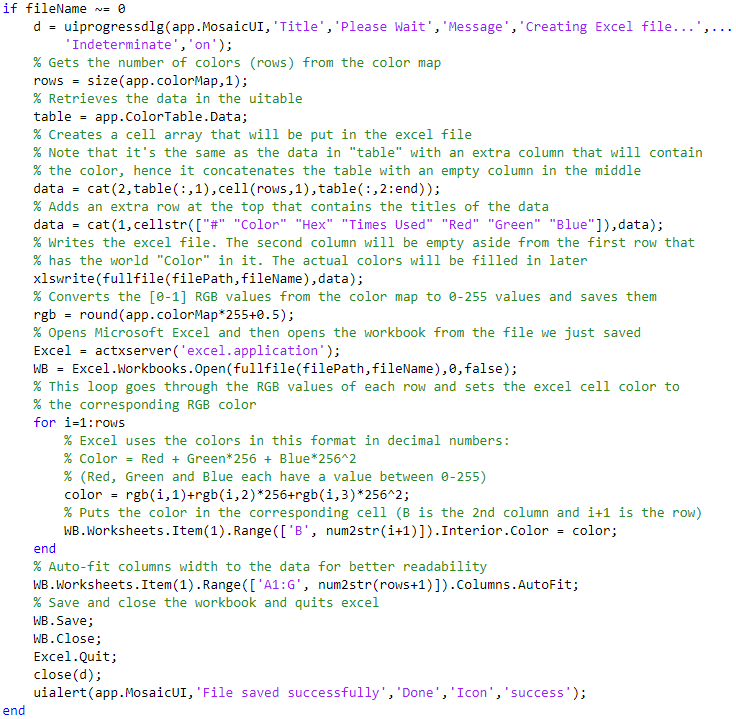 if fileName ~= 0
    d = uiprogressdlg(app.MosaicUI,'Title','Please Wait','Message','Creating Excel file...',...
        'Indeterminate','on');
    % Gets the number of colors (rows) from the color map
    rows = size(app.colorMap,1);
    % Retrieves the data in the uitable
    table = app.ColorTable.Data;
    % Creates a cell array that will be put in the excel file
    % Note that it's the same as the data in "table" with an extra column that will contain
    % the color, hence it concatenates the table with an empty column in the middle
    data = cat(2,table(:,1),cell(rows,1),table(:,2:end));
    % Adds an extra row at the top that contains the titles of the data
    data = cat(1,cellstr(["#" "Color" "Hex" "Times Used" "Red" "Green" "Blue"]),data);
    % Writes the excel file. The second column will be empty aside from the first row that
    % has the world "Color" in it. The actual colors will be filled in later
    xlswrite(fullfile(filePath,fileName),data);
    % Converts the [0-1] RGB values from the color map to 0-255 values and saves them
    rgb = round(app.colorMap*255+0.5);
    % Opens Microsoft Excel and then opens the workbook from the file we just saved
    Excel = actxserver('excel.application');
    WB = Excel.Workbooks.Open(fullfile(filePath,fileName),0,false);
    % This loop goes through the RGB values of each row and sets the excel cell color to
    % the corresponding RGB color
    for i=1:rows
        % Excel uses the colors in this format in decimal numbers:
        % Color = Red + Green*256 + Blue*256^2
        % (Red, Green and Blue each have a value between 0-255)
        color = rgb(i,1)+rgb(i,2)*256+rgb(i,3)*256^2;
        % Puts the color in the corresponding cell (B is the 2nd column and i+1 is the row)
        WB.Worksheets.Item(1).Range(['B', num2str(i+1)]).Interior.Color = color;
    end
    % Auto-fit columns width to the data for better readability
    WB.Worksheets.Item(1).Range(['A1:G', num2str(rows+1)]).Columns.AutoFit;
    % Save and close the workbook and quits excel
    WB.Save;
    WB.Close;
    Excel.Quit;
    close(d);
    uialert(app.MosaicUI,'File saved successfully','Done','Icon','success');
end